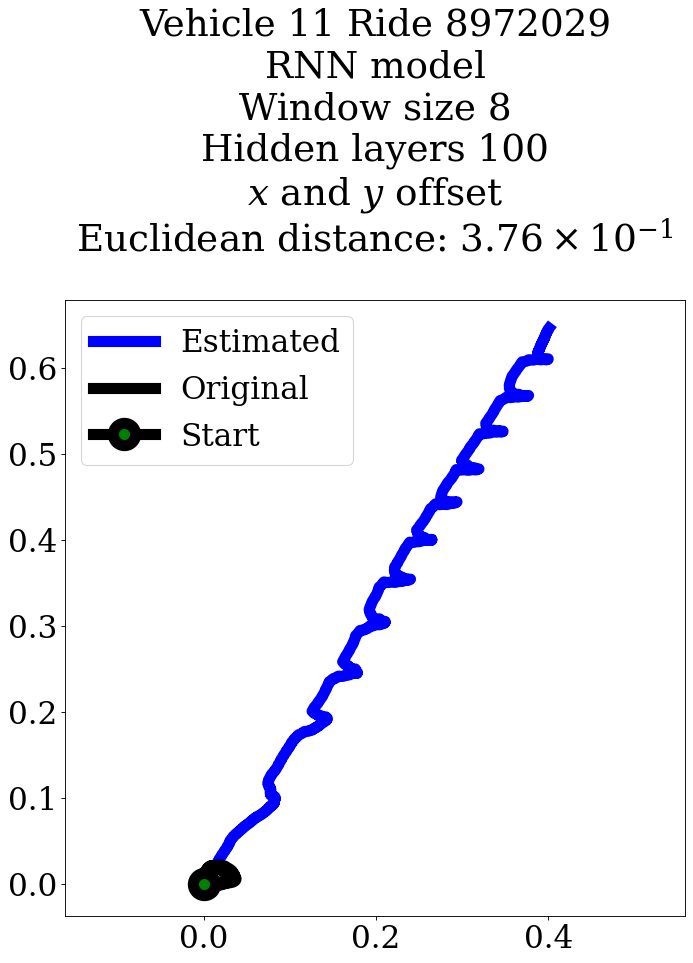 Vehicle 11 Ride 8972029
RNN model
Window size 8
Hidden layers 100
x and y offset
Euclidean distance: 3.76 × 10⁻¹
Estimated
Original
Start
0.6
0.5
0.4
0.3
0.2
0.1
0.0
0.0 0.2 0.4